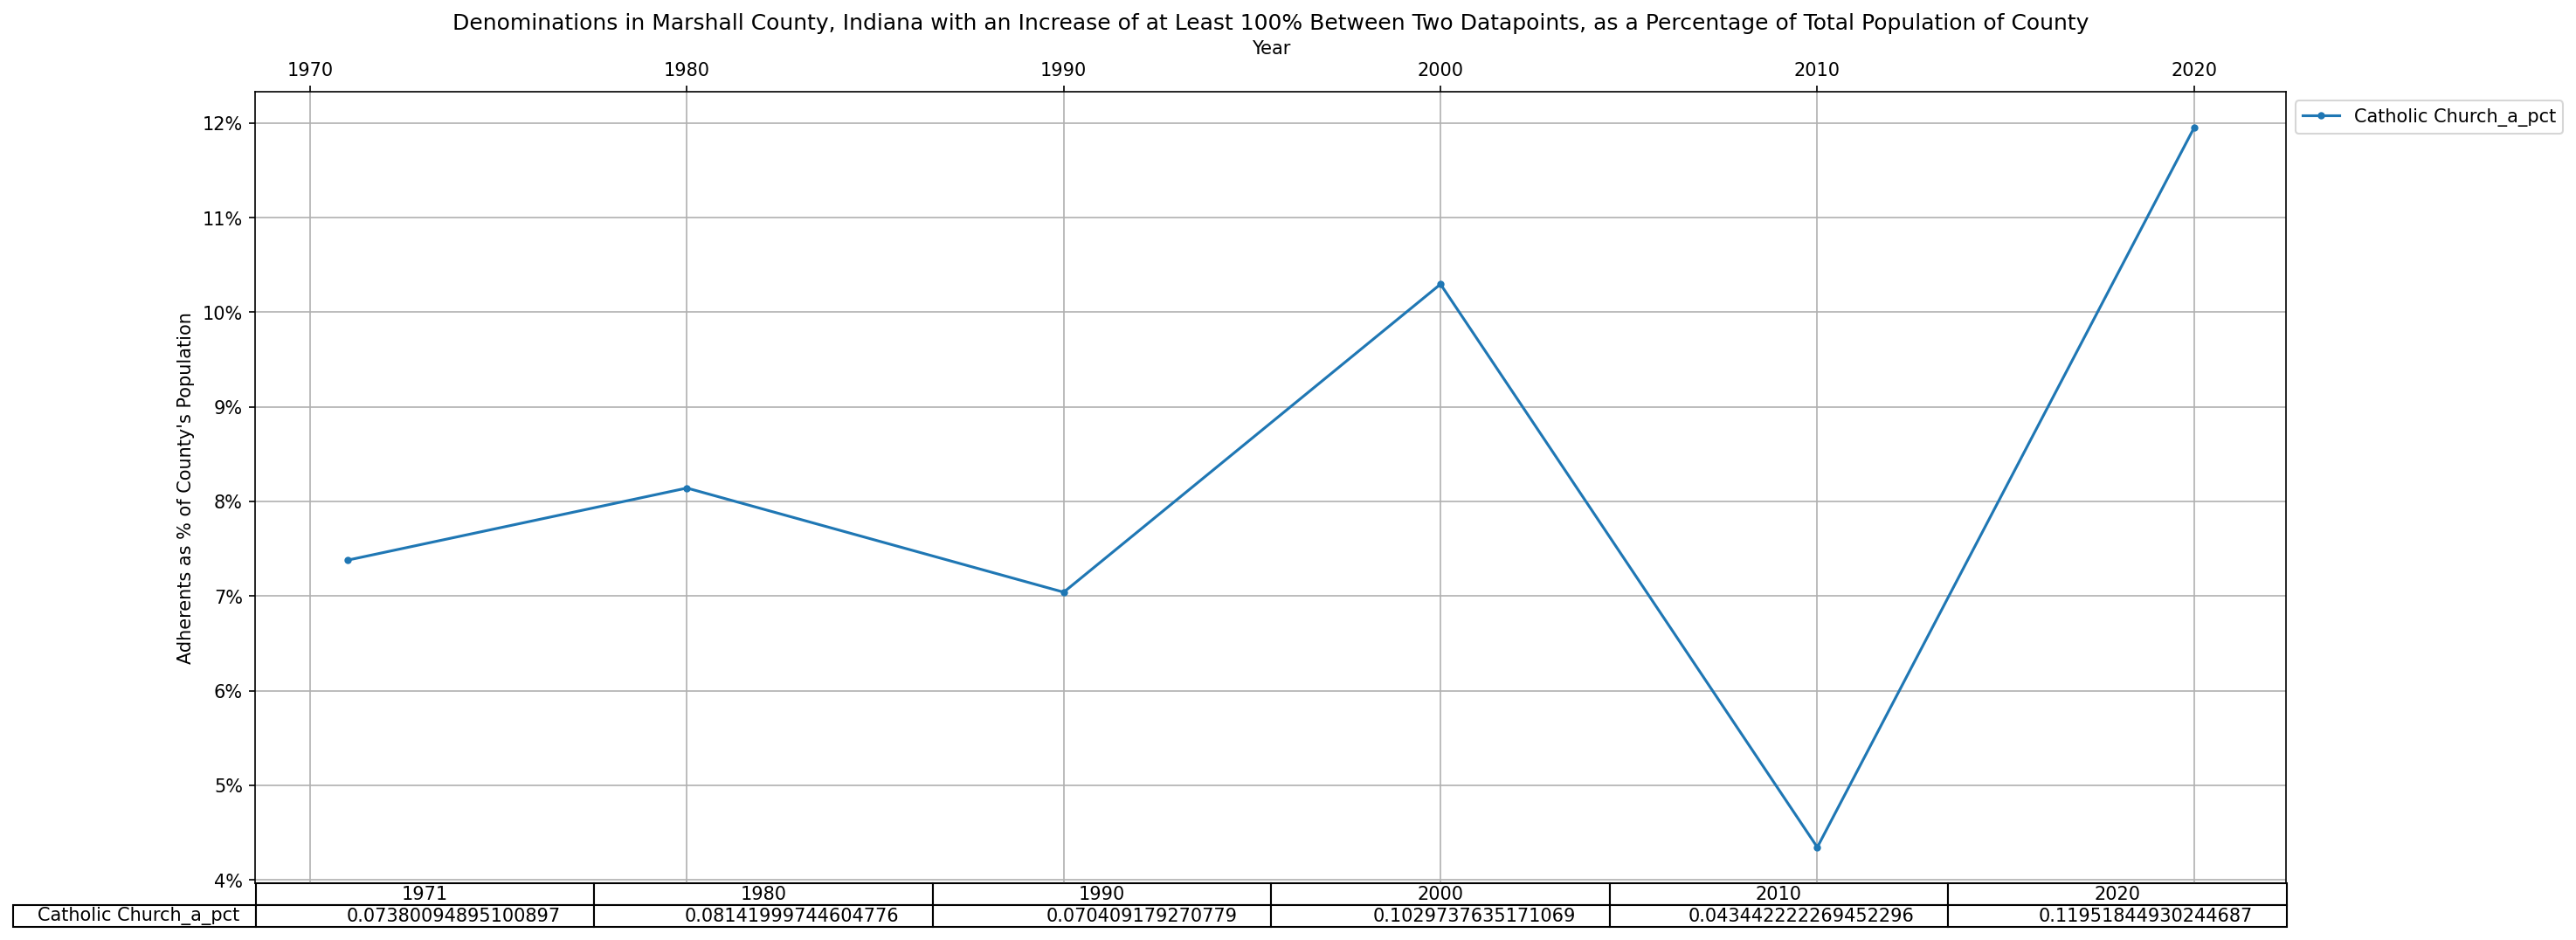 Denominations in Marshall County, Indiana with an Increase of at Least 100% Between Two Datapoints, as a Percentage of Total Population of County
Year
1970 1980 1990 2000 2010 2020
Catholic Church_a_pct
Adherents as % of County's Population
12%
11%
10%
9%
8%
7%
6%
5%
4%
1971 1980 1990 2000 2010 2020
Catholic Church_a_pct 0.07380094895100897 0.08141999744604776 0.070409179270779 0.1029737635171069 0.043442222269452296 0.11951844930244687